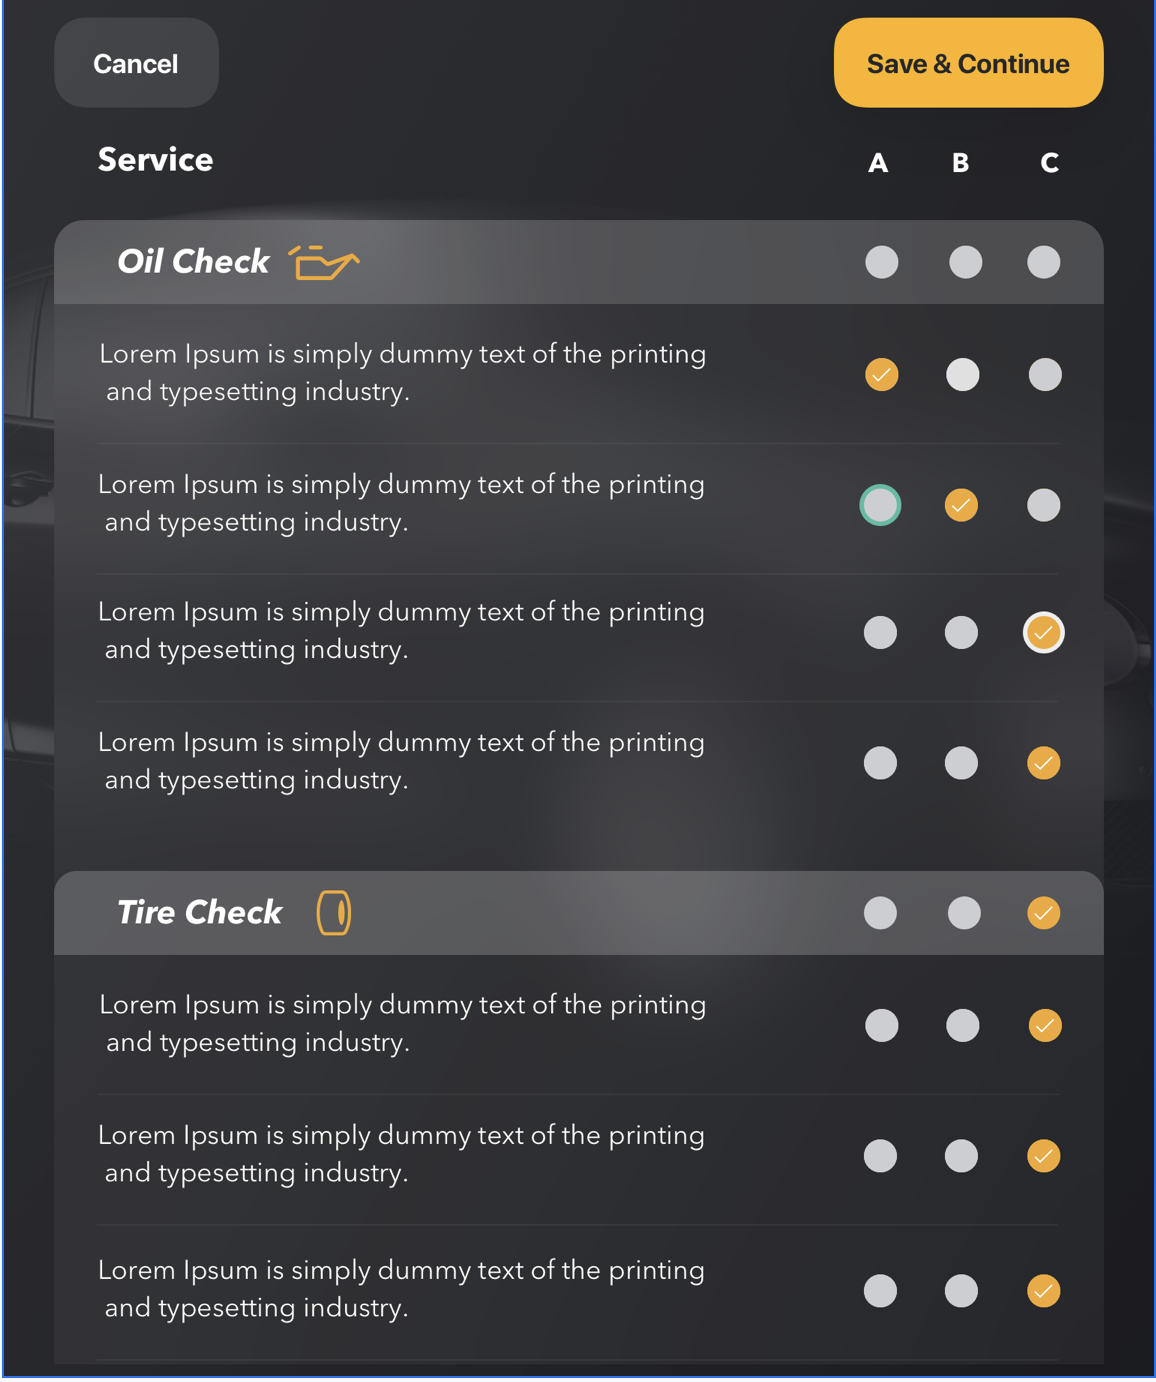 Cancel
Save & Continue
Service
A B C
Oil Check
Lorem Ipsum is simply dummy text of the printing
and typesetting industry.
Lorem Ipsum is simply dummy text of the printing
and typesetting industry.
Lorem Ipsum is simply dummy text of the printing
and typesetting industry.
Lorem Ipsum is simply dummy text of the printing
and typesetting industry.
Tire Check
Lorem Ipsum is simply dummy text of the printing
and typesetting industry.
Lorem Ipsum is simply dummy text of the printing
and typesetting industry.
Lorem Ipsum is simply dummy text of the printing
and typesetting industry.